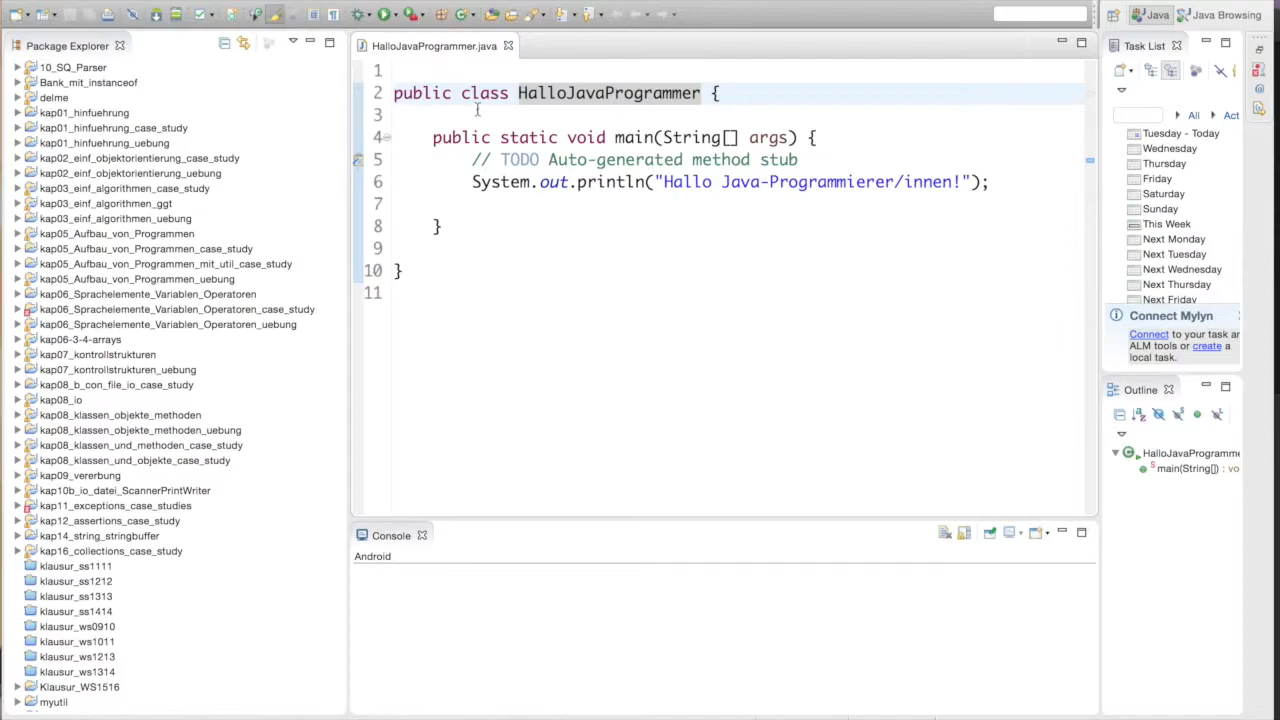 Java
Java Browsing
Package Explorer
10_SQ_Parser
Bank_mit_instanceof
delme
kap01_hinfuehrung
kap01_hinfuehrung_case_study
kap01_hinfuehrung_uebung
kap02_einf_objektorientierung_case_study
kap02_einf_objektorientierung_uebung
kap03_einf_algorithmen_case_study
kap03_einf_algorithmen_ggt
kap03_einf_algorithmen_uebung
kap05_Aufbau_von_Programmen
kap05_Aufbau_von_Programmen_case_study
kap05_Aufbau_von_Programmen_mit_util_case_study
kap05_Aufbau_von_Programmen_uebung
kap06_Sprachelemente_Variablen_Operatoren
kap06_Sprachelemente_Variablen_Operatoren_case_study
kap06_Sprachelemente_Variablen_Operatoren_uebung
kap06-3-4-arrays
kap07_kontrollstrukturen
kap07_kontrollstrukturen_uebung
kap08_b_con_file_io_case_study
kap08_io
kap08_klassen_objekte_methoden
kap08_klassen_objekte_methoden_uebung
kap08_klassen_und_methoden_case_study
kap08_klassen_und_objekte_case_study
kap09_vererbung
kap10b_io_datei_ScannerPrintWriter
kap11_exceptions_case_studies
kap12_assertions_case_study
kap14_string_stringbuffer
kap16_collections_case_study
klausur_ss1111
klausur_ss1212
klausur_ss1313
klausur_ss1414
klausur_ws0910
klausur_ws1011
klausur_ws1213
klausur_ws1314
Klausur_WS1516
myutil
HalloJavaProgrammer.java
1
2 public class HalloJavaProgrammer {
3
4 public static void main(String[] args) {
5 // TODO Auto-generated method stub
6 System.out.println("Hallo Java-Programmierer/innen!");
7
8 }
9
10 }
11
Console
Android
Task List
All
Act
Tuesday - Today
Wednesday
Thursday
Friday
Saturday
Sunday
This Week
Next Monday
Next Tuesday
Next Wednesday
Next Thursday
Next Friday
Connect Mylyn
Connect to your task an
ALM tools or create a
local task.
Outline
HalloJavaProgramme
main(String[]) : vo